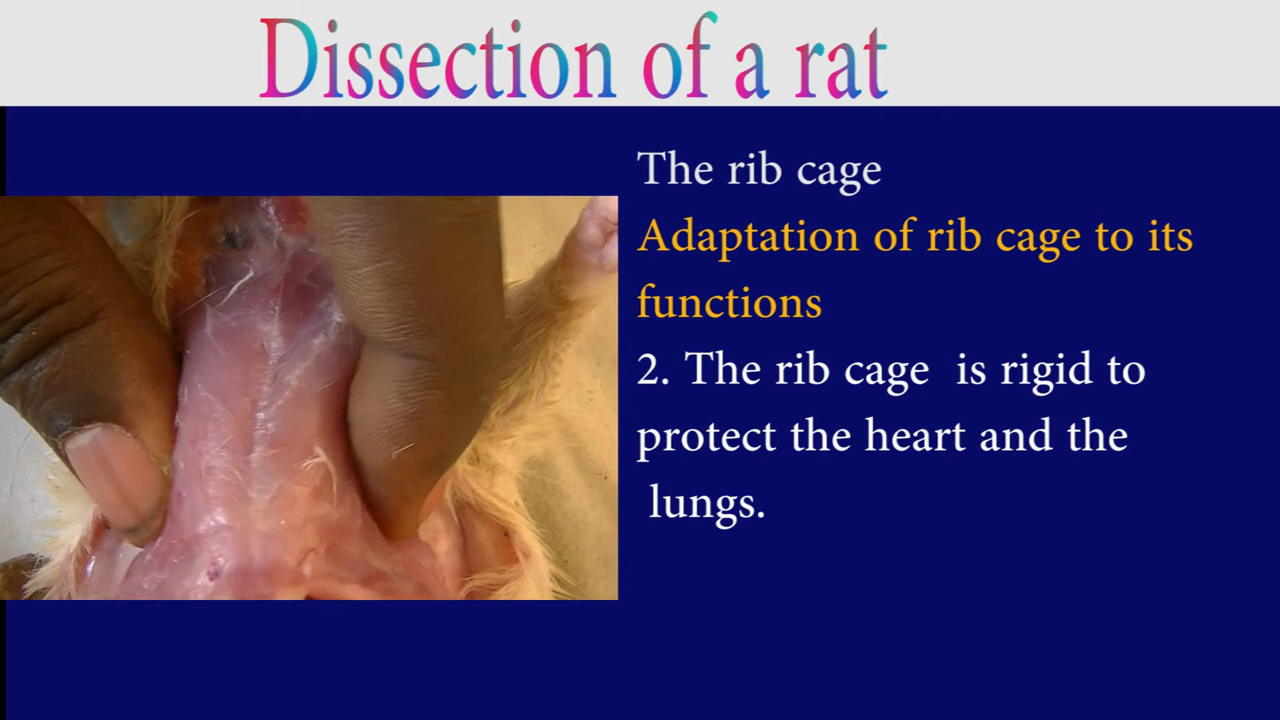 Dissection of a rat
The rib cage
Adaptation of rib cage to its
functions
2. The rib cage  is rigid to
protect the heart and the
lungs.